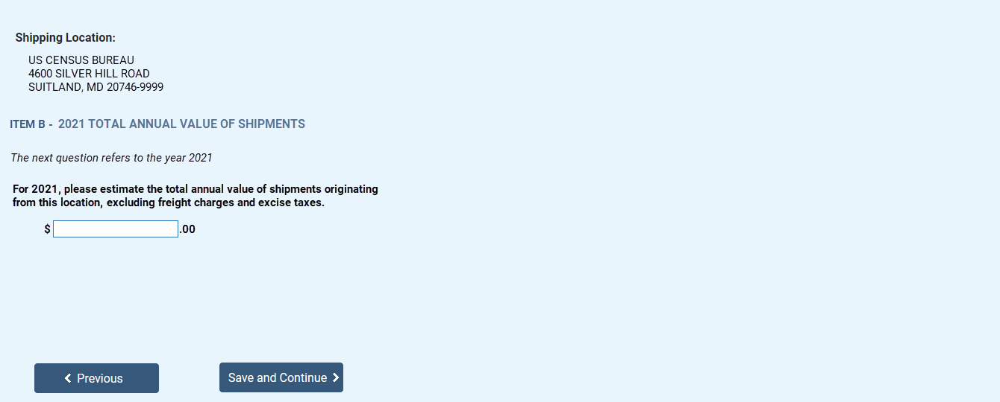 Shipping Location:
US CENSUS BUREAU
4600 SILVER HILL ROAD
SUITLAND, MD 20746-9999
ITEM B - 2021 TOTAL ANNUAL VALUE OF SHIPMENTS
The next question refers to the year 2021
For 2021, please estimate the total annual value of shipments originating
from this location, excluding freight charges and excise taxes.
$ .00
Previous
Save and Continue